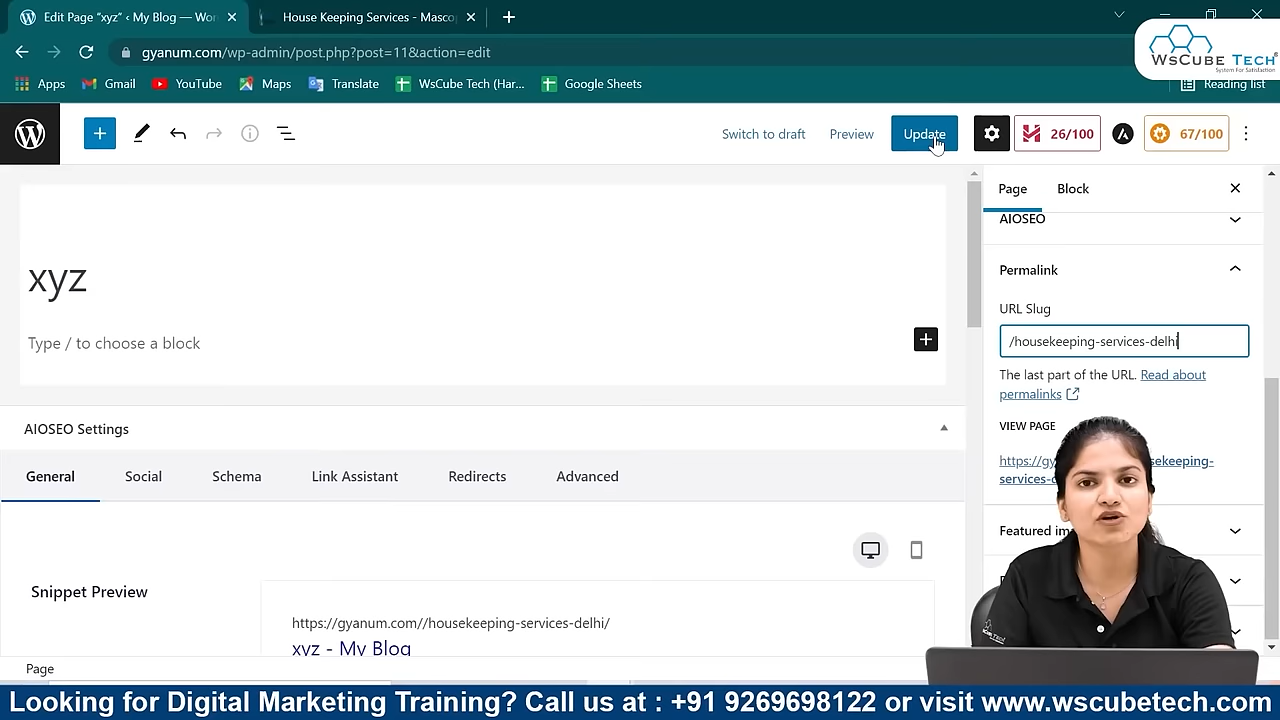 Edit Page “xyz” ‹ My Blog — Wor
House Keeping Services - Masco
gyanum.com/wp-admin/post.php?post=11&action=edit
Apps
Gmail
YouTube
Maps
Translate
WsCube Tech (Har...
Google Sheets
Reading list
WsCube Tech
System For Satisfaction
Switch to draft
Preview
Update
26/100
67/100
Page
Block
AIOSEO
Permalink
URL Slug
/housekeeping-services-delhi
The last part of the URL. Read about
permalinks
VIEW PAGE
https://gy sekeeping-
services-
Featured im
xyz
Type / to choose a block
AIOSEO Settings
General
Social
Schema
Link Assistant
Redirects
Advanced
Snippet Preview
https://gyanum.com//housekeeping-services-delhi/
xyz - My Blog
Page
Looking for Digital Marketing Training? Call us at : +91 9269698122 or visit www.wscubetech.com